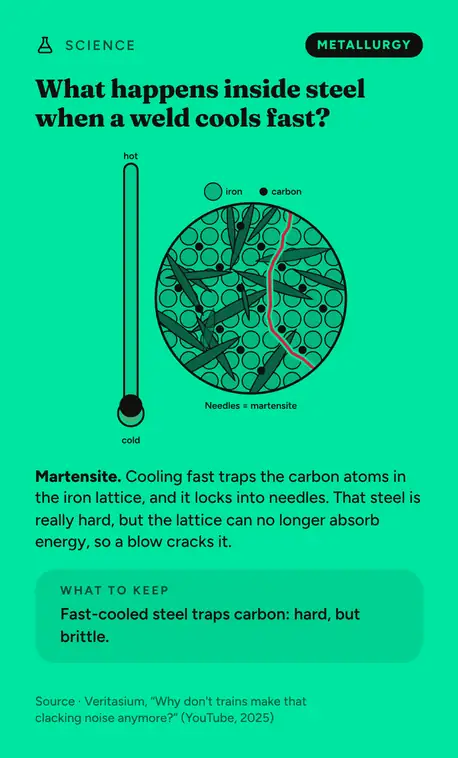 SCIENCE
METALLURGY
What happens inside steel
when a weld cools fast?
hot
iron
carbon
Needles = martensite
cold
Martensite. Cooling fast traps the carbon atoms in
the iron lattice, and it locks into needles. That steel is
really hard, but the lattice can no longer absorb
energy, so a blow cracks it.
WHAT TO KEEP
Fast-cooled steel traps carbon: hard, but
brittle.
Source · Veritasium, “Why don't trains make that
clacking noise anymore?” (YouTube, 2025)